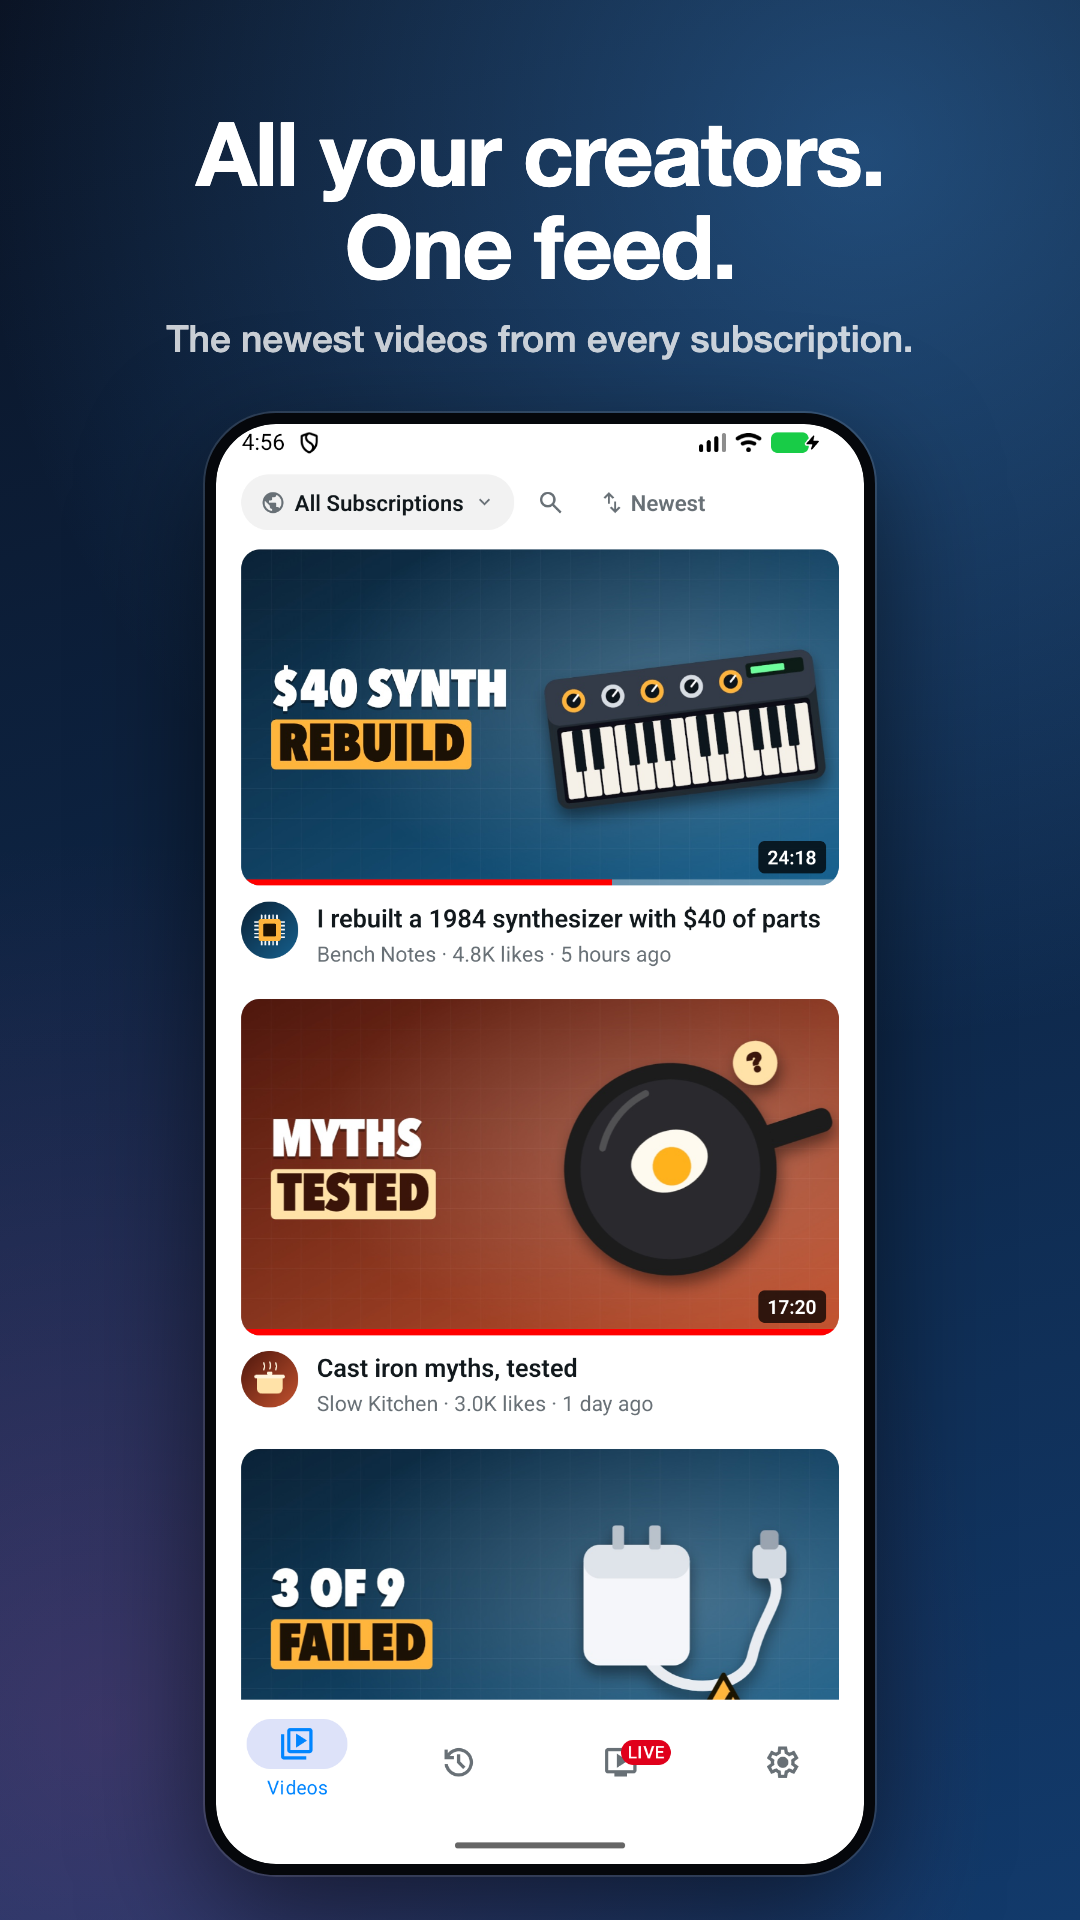 All your creators.
One feed.
The newest videos from every subscription.
4:56
All Subscriptions
Newest
$40 SYNTH
REBUILD
24:18
I rebuilt a 1984 synthesizer with $40 of parts
Bench Notes · 4.8K likes · 5 hours ago
?
MYTHS
TESTED
17:20
Cast iron myths, tested
Slow Kitchen · 3.0K likes · 1 day ago
3 OF 9
FAILED
LIVE
Videos